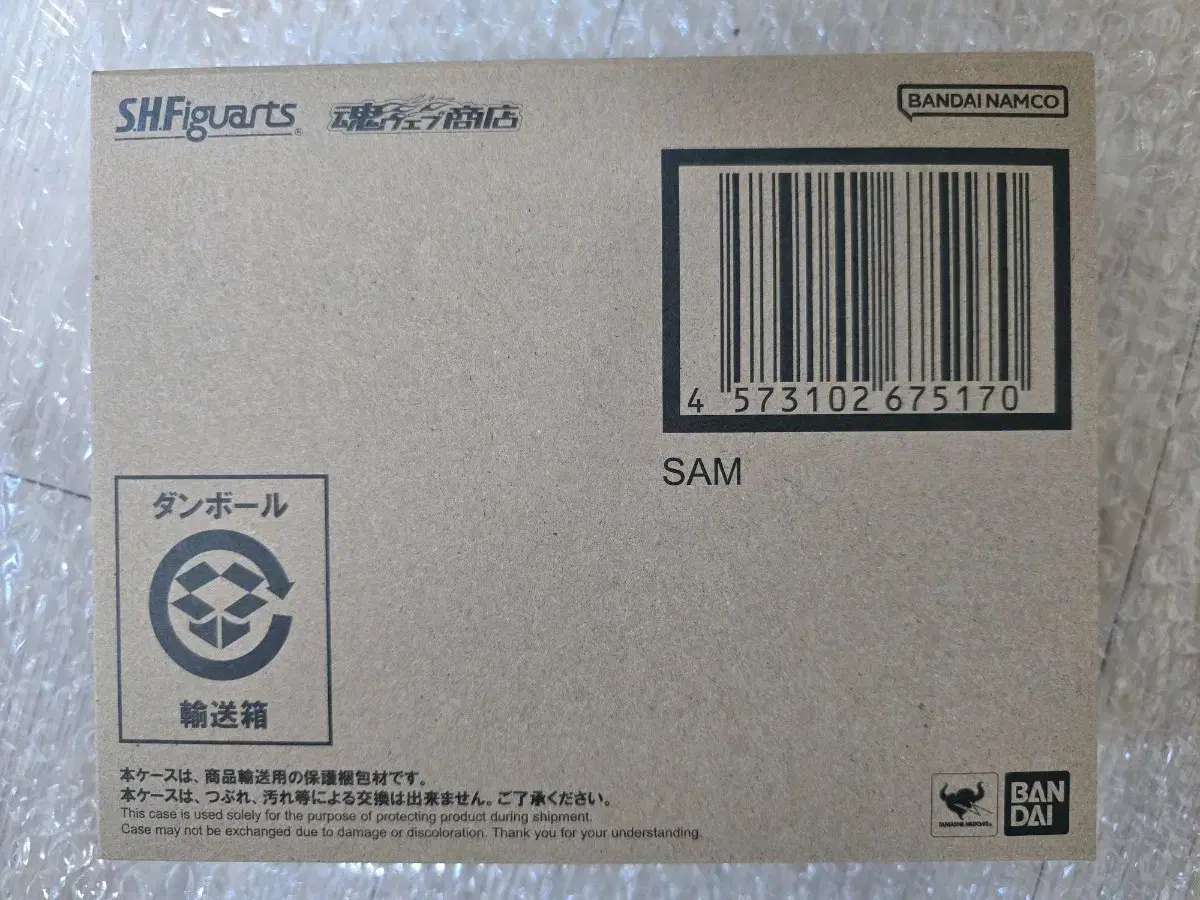 S.H.Figuarts® 魂ウェブ商店
BANDAI NAMCO
4 573102 675170
SAM
ダンボール
輸送箱
本ケースは、商品輸送用の保護梱包材です。
本ケースは、つぶれ、汚れ等による交換は出来ません。ご了承ください。
This case is used solely for the purpose of protecting product during shipment.
Case may not be exchanged due to damage or discoloration. Thank you for your understanding.
TAMASHII NATIONS
BAN
DAI